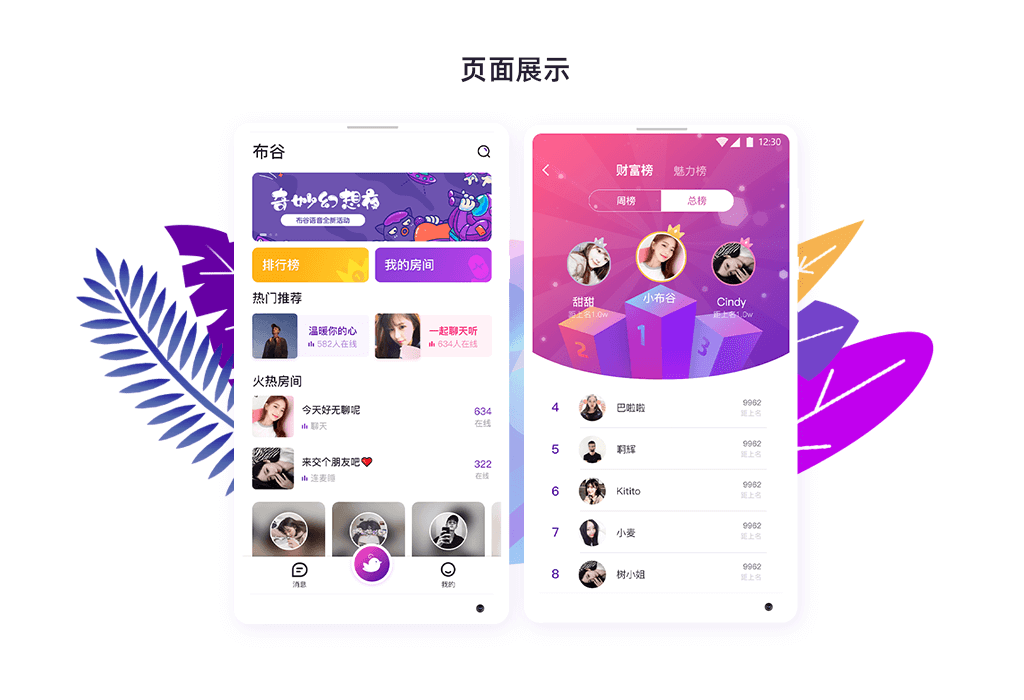 页面展示
布谷
奇妙幻想夜
布谷语音全新活动
排行榜
我的房间
热门推荐
温暖你的心
582人在线
一起聊天听
634人在线
火热房间
今天好无聊呢
聊天
634
在线
来交个朋友吧
连麦睡
322
在线
消息
我的
12:30
财富榜
魅力榜
周榜
总榜
甜甜
距上名1.0w
小布谷
Cindy
距上名1.0w
1
2
3
4
巴啦啦
9962
距上名
5
辉
9962
距上名
6
Kitito
9962
距上名
7
小麦
9962
距上名
8
树小姐
9962
距上名